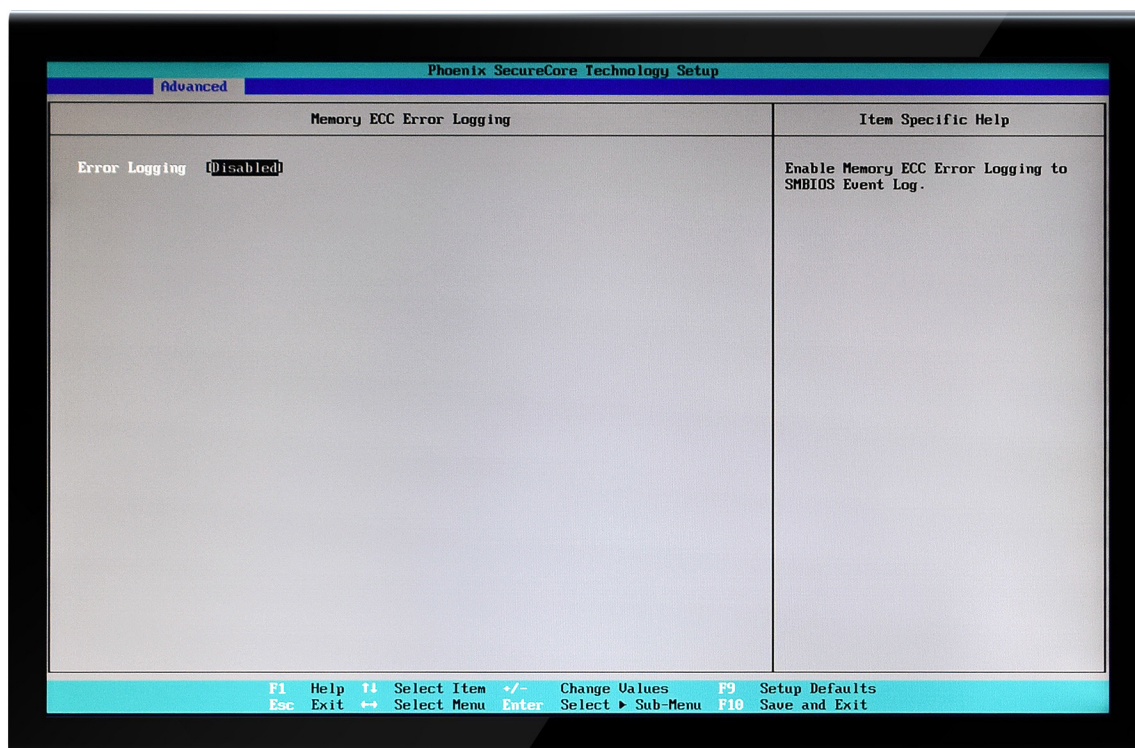 Phoenix SecureCore Technology Setup
Advanced
Memory ECC Error Logging
Item Specific Help
Error Logging [Disabled]
Enable Memory ECC Error Logging to
SMBIOS Event Log.
F1 Help ↑↓ Select Item +/- Change Values F9 Setup Defaults
Esc Exit ↔ Select Menu Enter Select ▶ Sub-Menu F10 Save and Exit